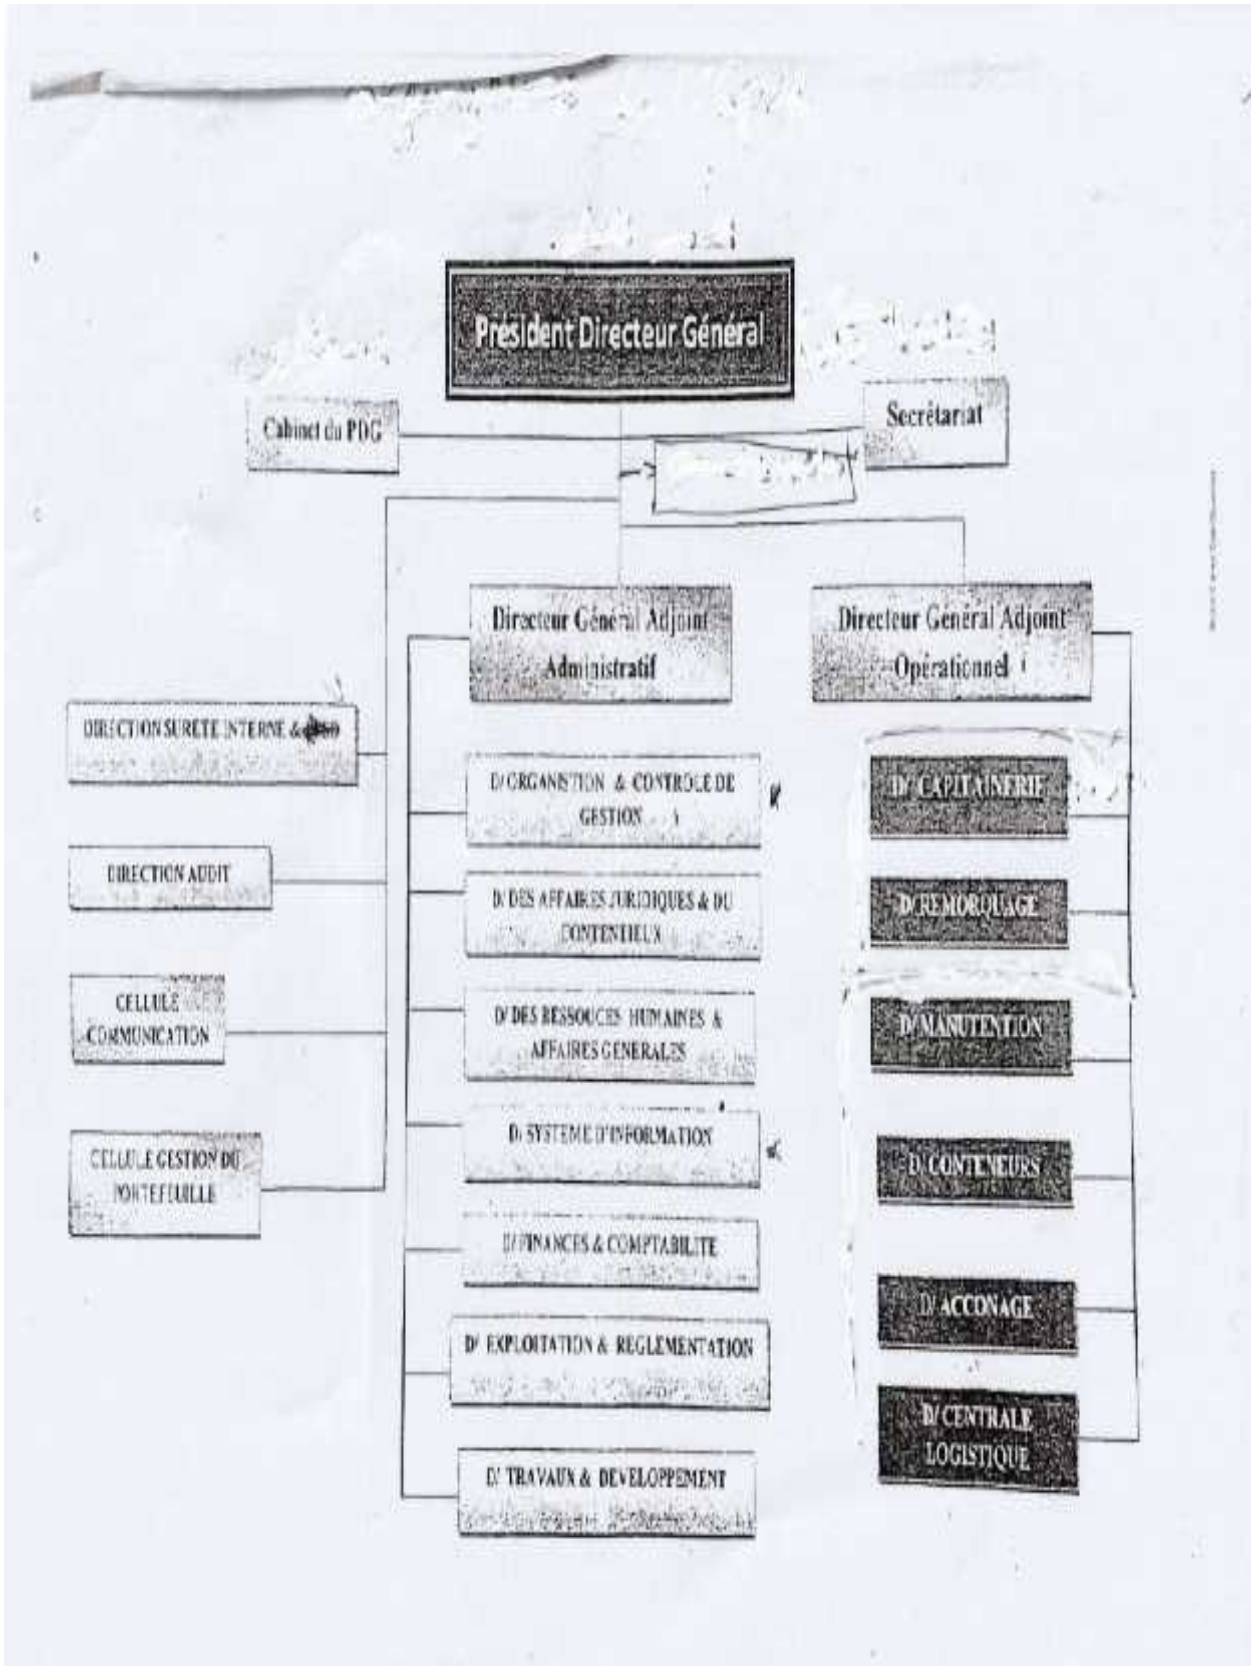 Président Directeur Général
Cabinet du PDG
Secrétariat
Directeur Général Adjoint
Administratif
Directeur Général Adjoint
Opérationnel
DIRECTION SURETE INTERNE &
DIRECTION AUDIT
CELLULE
COMMUNICATION
CELLULE GESTION DU
PORTEFEUILLE
D/ ORGANISTION & CONTROLE DE
GESTION
D/ DES AFFAIRES JURIDIQUES & DU
CONTENTIEUX
D/ DES RESSOUCES HUMAINES &
AFFAIRES GENERALES
D/ SYSTEME D'INFORMATION
D/ FINANCES & COMPTABILITE
D/ EXPLOITATION & REGLEMENTATION
D/ TRAVAUX & DEVELOPPEMENT
D/ CAPITAINERIE
D/ REMORQUAGE
D/ MANUTENTION
D/ CONTENEURS
D/ ACCONAGE
D/ CENTRALE
LOGISTIQUE